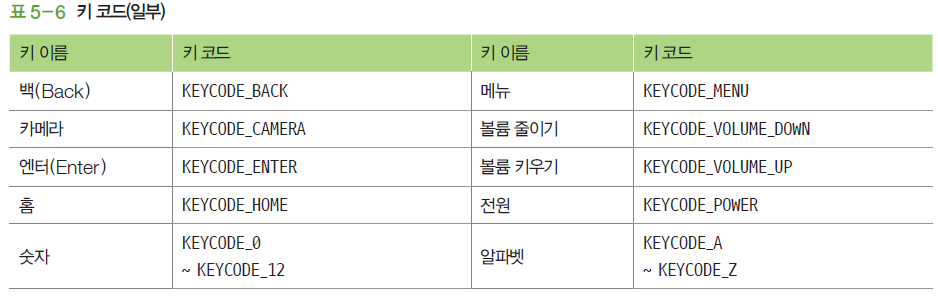 표 5-6 키 코드(일부)
키 이름 키 코드 키 이름 키 코드
백(Back) KEYCODE_BACK 메뉴 KEYCODE_MENU
카메라 KEYCODE_CAMERA 볼륨 줄이기 KEYCODE_VOLUME_DOWN
엔터(Enter) KEYCODE_ENTER 볼륨 키우기 KEYCODE_VOLUME_UP
홈 KEYCODE_HOME 전원 KEYCODE_POWER
숫자 KEYCODE_0 ~ KEYCODE_12 알파벳 KEYCODE_A ~ KEYCODE_Z